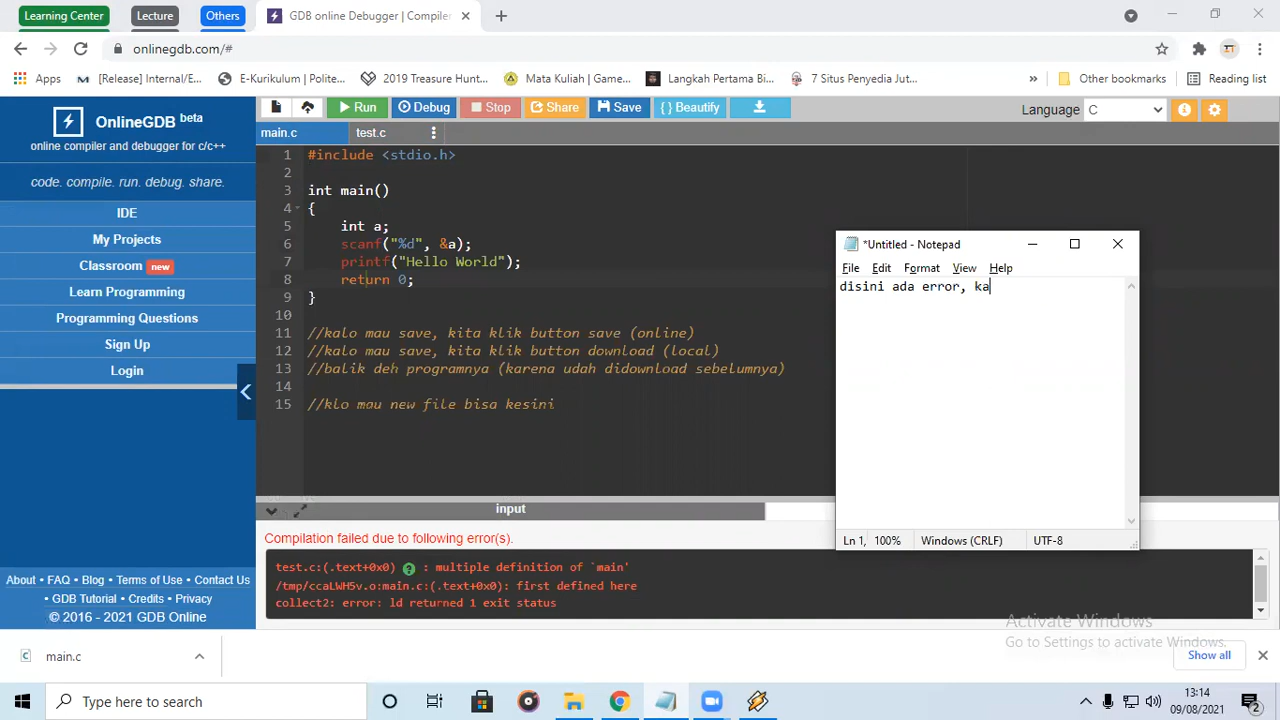 Learning Center
Lecture
Others
GDB online Debugger | Compiler
onlinegdb.com/#
Apps
[Release] Internal/E...
E-Kurikulum | Polite...
2019 Treasure Hunt...
Mata Kuliah | Game...
Langkah Pertama Bi...
7 Situs Penyedia Jut...
»
Other bookmarks
Reading list
OnlineGDB beta
online compiler and debugger for c/c++
code. compile. run. debug. share.
IDE
My Projects
Classroom new
Learn Programming
Programming Questions
Sign Up
Login
About • FAQ • Blog • Terms of Use • Contact Us
• GDB Tutorial • Credits • Privacy
© 2016 - 2021 GDB Online
Run
Debug
Stop
Share
Save
{ } Beautify
Language C
main.c
test.c
1 #include <stdio.h>
2
3 int main()
4 {
5 int a;
6 scanf("%d", &a);
7 printf("Hello World");
8 return 0;
9 }
10
11 //kalo mau save, kita klik button save (online)
12 //kalo mau save, kita klik button download (local)
13 //balik deh programnya (karena udah didownload sebelumnya)
14
15 //klo mau new file bisa kesini
*Untitled - Notepad
File Edit Format View Help
disini ada error, ka
Ln 1, 100% Windows (CRLF) UTF-8
input
Compilation failed due to following error(s).
test.c:(.text+0x0) ? : multiple definition of `main'
/tmp/ccaLWH5v.o:main.c:(.text+0x0): first defined here
collect2: error: ld returned 1 exit status
Activate Windows
Go to Settings to activate Windows.
main.c
Show all
Type here to search
13:14
09/08/2021
2